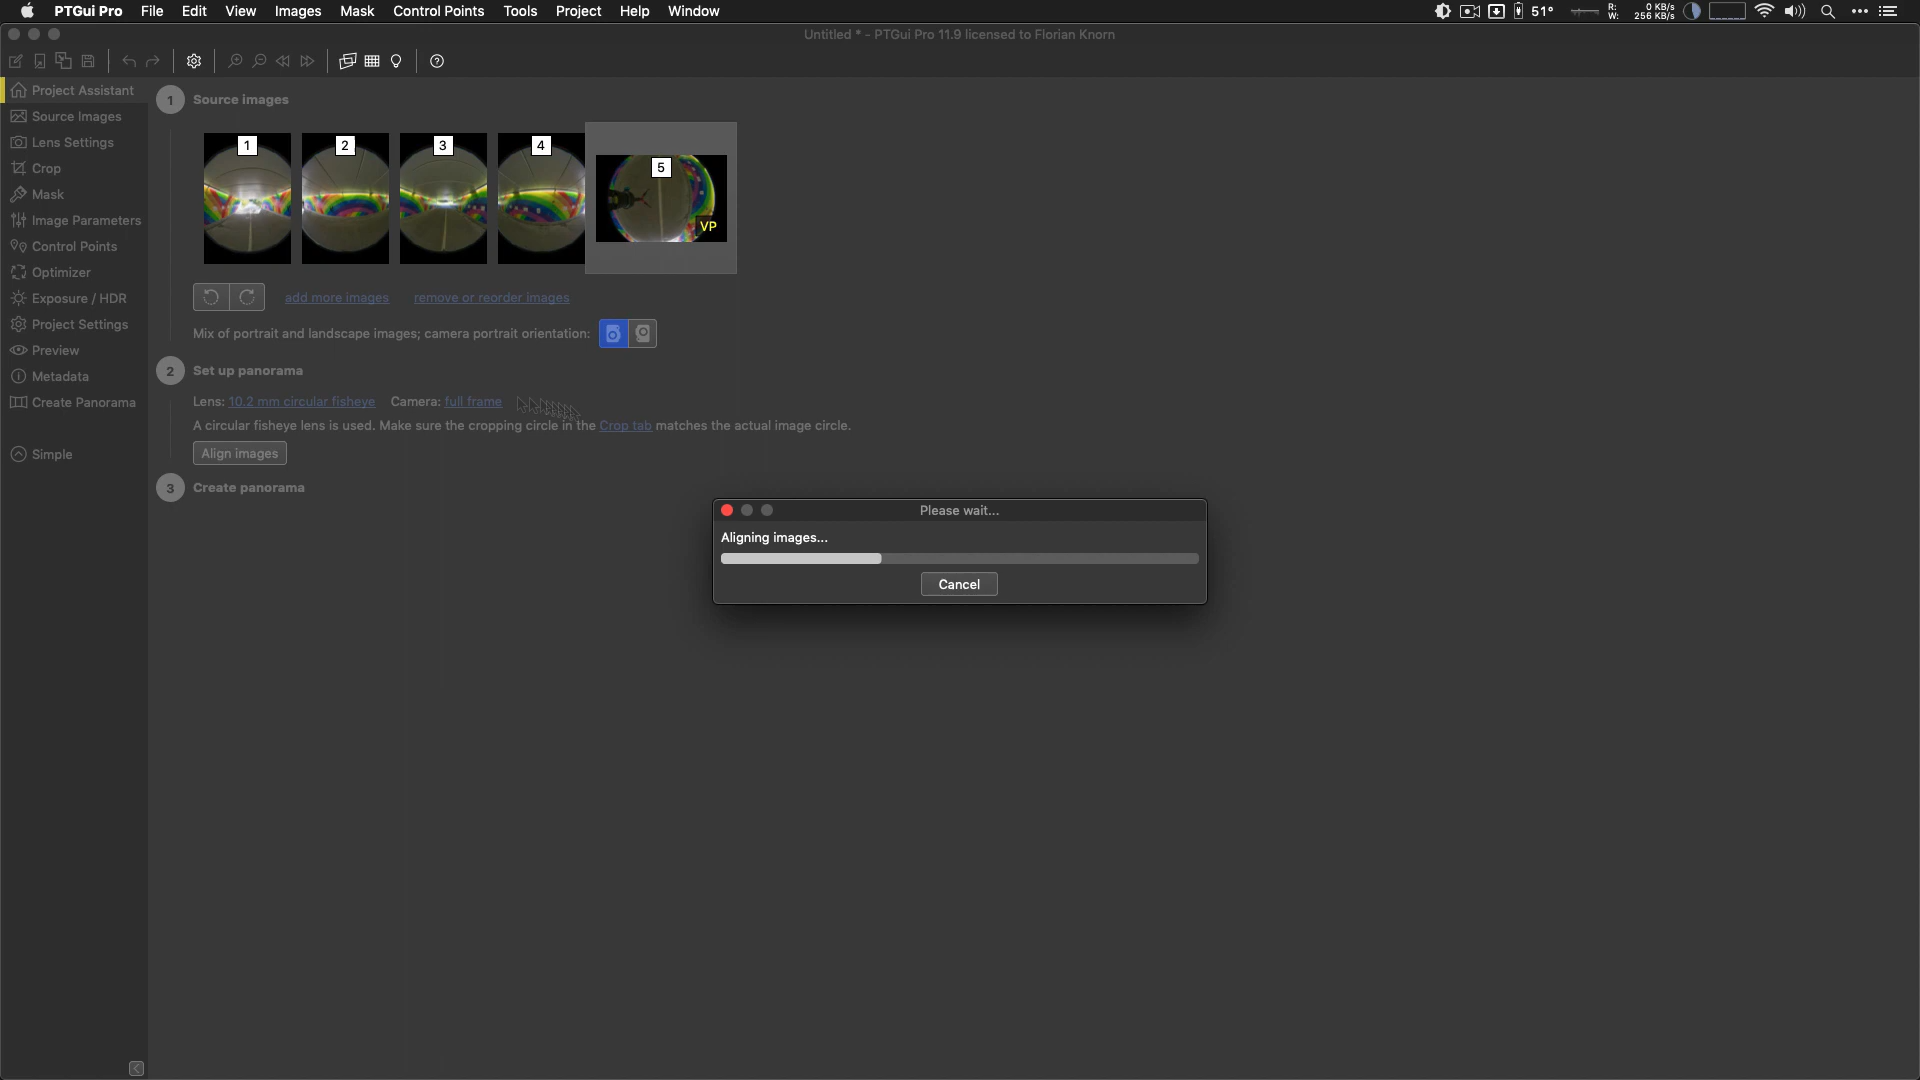 PTGui Pro File Edit View Images Mask Control Points Tools Project Help Window
51° R: W: 0 KB/s 256 KB/s
Untitled * - PTGui Pro 11.9 licensed to Florian Knorn
Project Assistant
Source Images
Lens Settings
Crop
Mask
Image Parameters
Control Points
Optimizer
Exposure / HDR
Project Settings
Preview
Metadata
Create Panorama
Simple
1 Source images
1 2 3 4 5
VP
add more images remove or reorder images
Mix of portrait and landscape images; camera portrait orientation:
2 Set up panorama
Lens: 10.2 mm circular fisheye Camera: full frame
A circular fisheye lens is used. Make sure the cropping circle in the Crop tab matches the actual image circle.
Align images
3 Create panorama
Please wait...
Aligning images...
Cancel